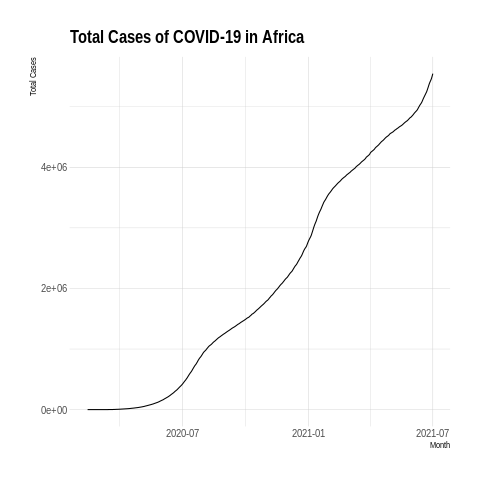 Total Cases of COVID-19 in Africa
Total Cases
4e+06
2e+06
0e+00
2020-07
2021-01
2021-07
Month